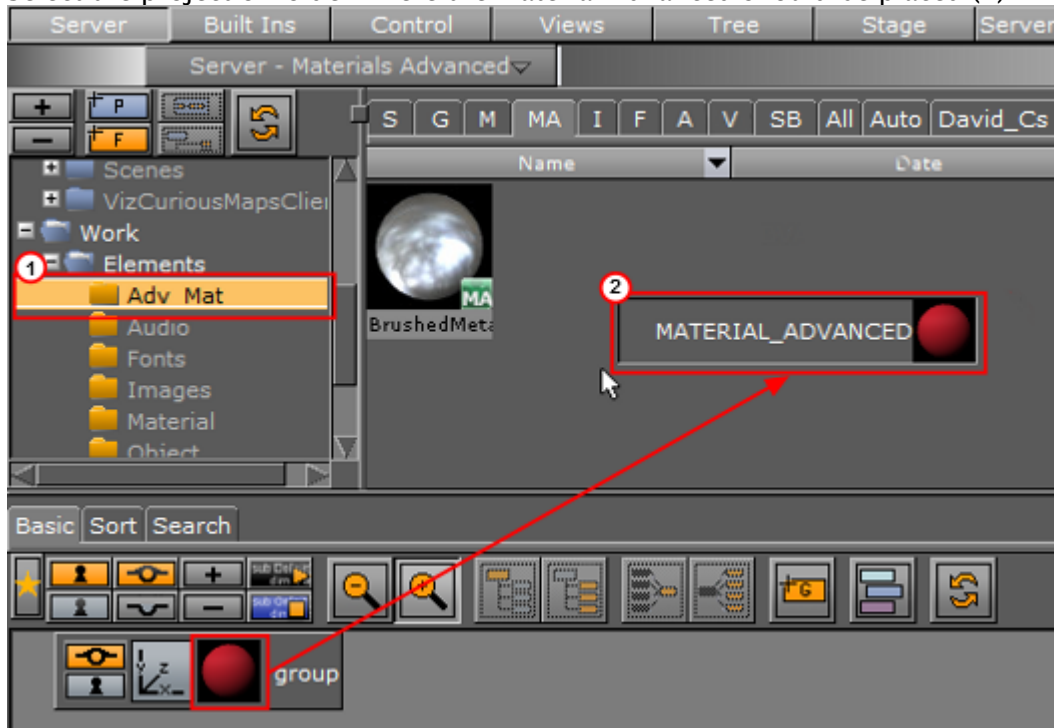 Server Built Ins Control Views Tree Stage Server
Server - Materials Advanced
+ P
- F
S G M MA I F A V SB All Auto David_Cs
Name Date
Scenes
VizCuriousMapsClie
Work
1 Elements
Adv_Mat
Audio
Fonts
Images
Material
Object
MA
BrushedMeta
2
MATERIAL_ADVANCED
Basic Sort Search
G
y z
x
group